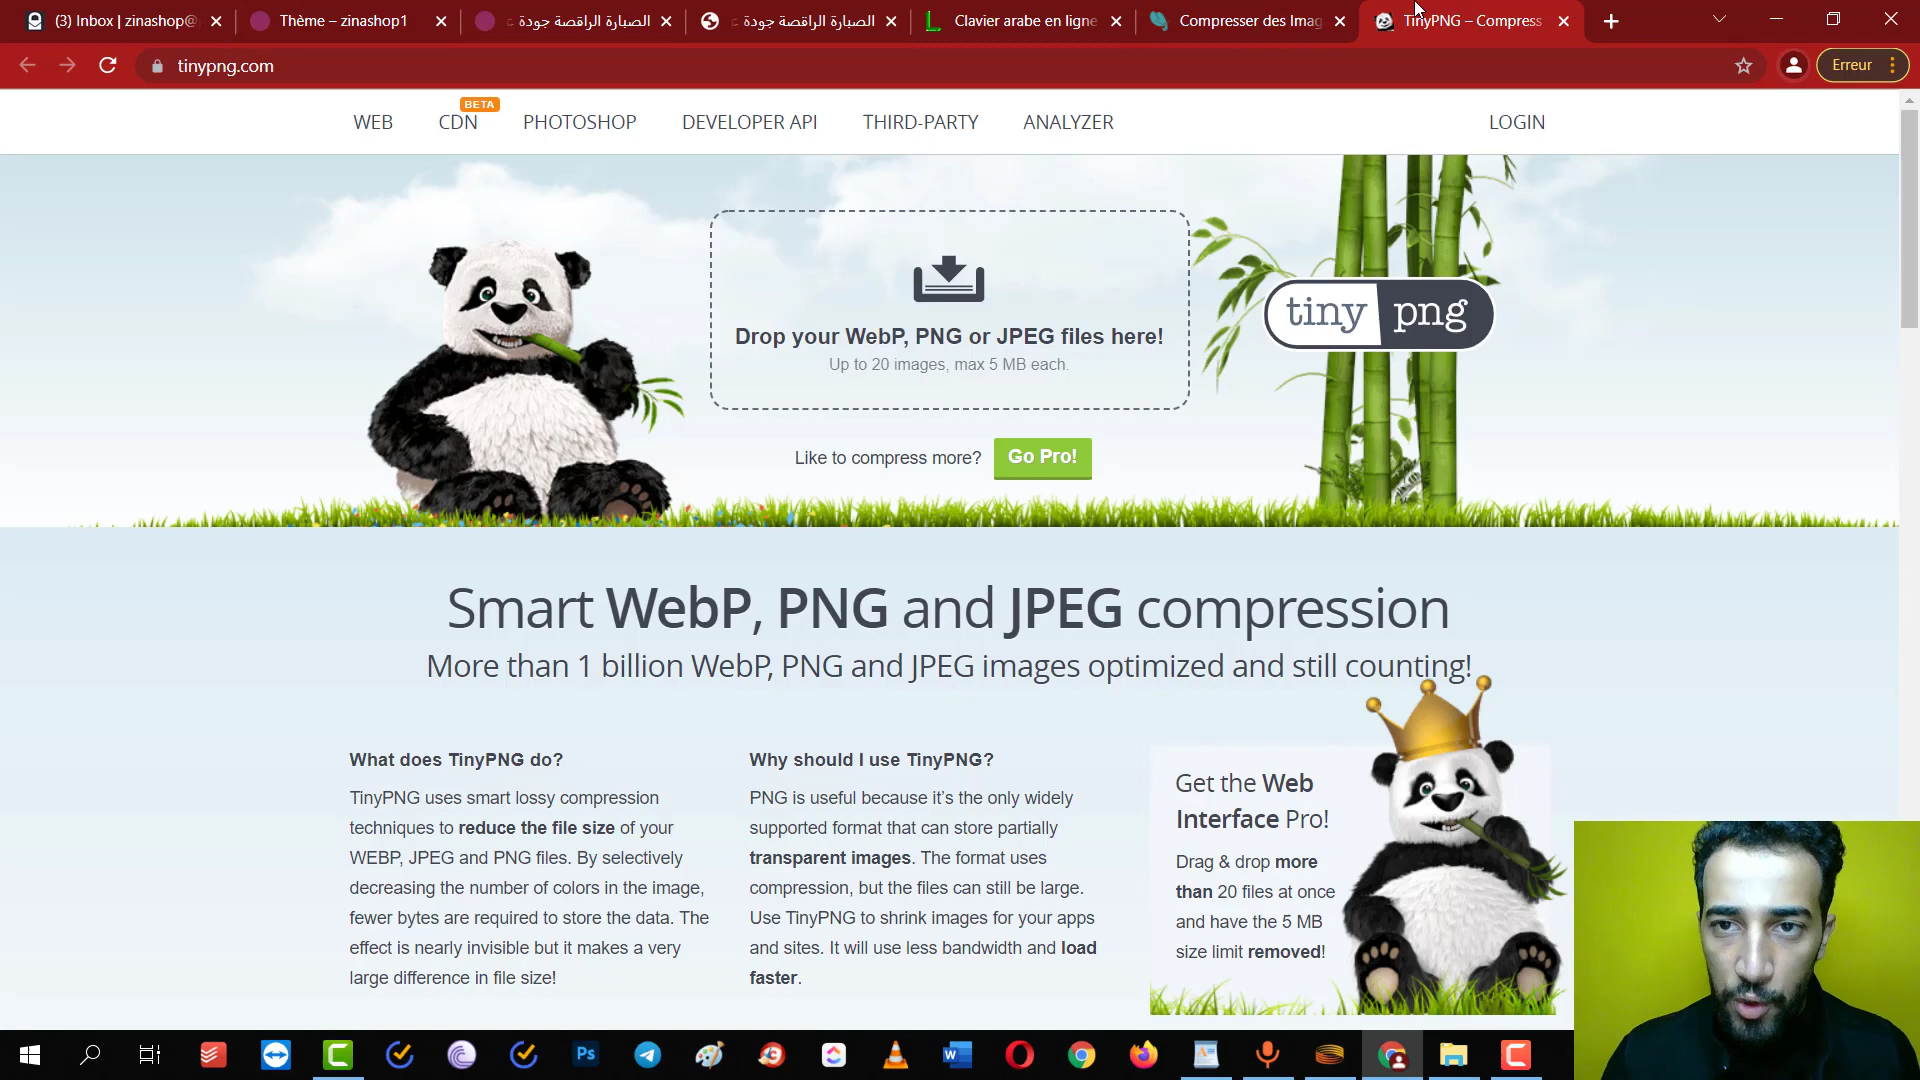 (3) Inbox | zinashop@
Thème – zinashop1
الصبارة الراقصة جودة ع
الصبارة الراقصة جودة ع
Clavier arabe en ligne
Compresser des Imag
TinyPNG – Compress
tinypng.com
Erreur
BETA
WEB CDN PHOTOSHOP DEVELOPER API THIRD-PARTY ANALYZER LOGIN
Drop your WebP, PNG or JPEG files here!
Up to 20 images, max 5 MB each.
tiny png
Like to compress more? Go Pro!
Smart WebP, PNG and JPEG compression
More than 1 billion WebP, PNG and JPEG images optimized and still counting!
What does TinyPNG do?
TinyPNG uses smart lossy compression
techniques to reduce the file size of your
WEBP, JPEG and PNG files. By selectively
decreasing the number of colors in the image,
fewer bytes are required to store the data. The
effect is nearly invisible but it makes a very
large difference in file size!
Why should I use TinyPNG?
PNG is useful because it’s the only widely
supported format that can store partially
transparent images. The format uses
compression, but the files can still be large.
Use TinyPNG to shrink images for your apps
and sites. It will use less bandwidth and load
faster.
Get the Web
Interface Pro!
Drag & drop more
than 20 files at once
and have the 5 MB
size limit removed!
Ps
W